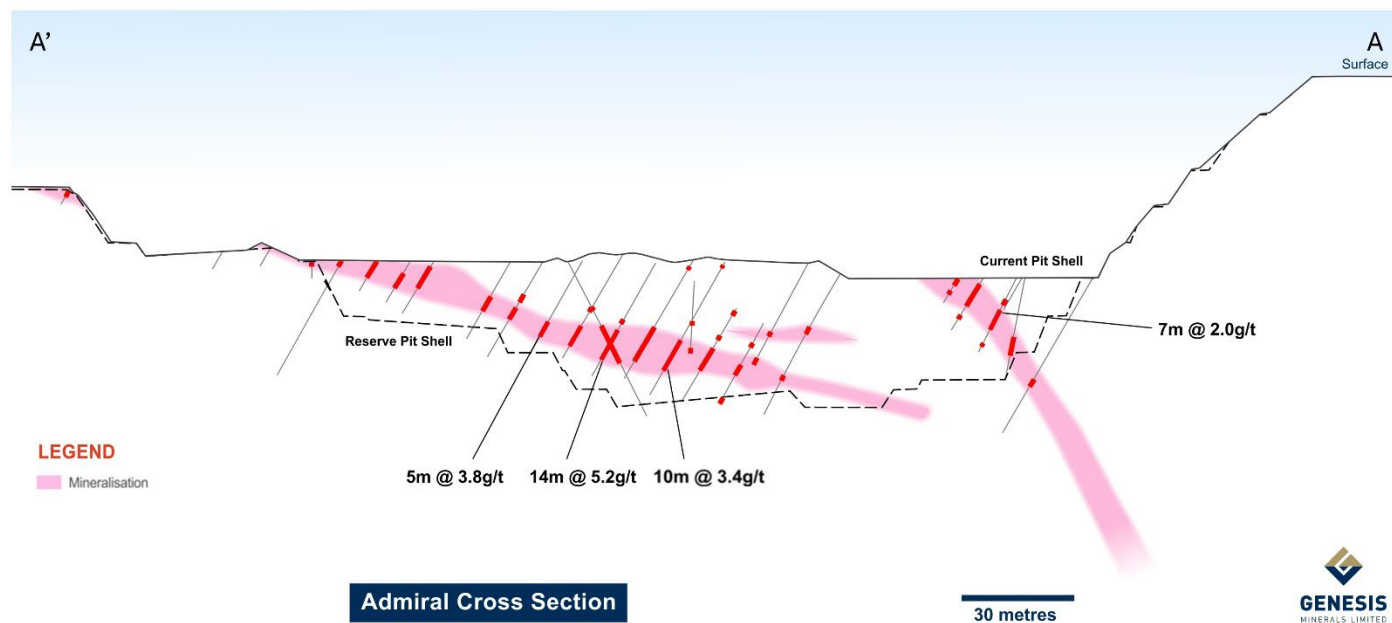 A’
A
Surface
Current Pit Shell
7m @ 2.0g/t
Reserve Pit Shell
LEGEND
Mineralisation
5m @ 3.8g/t
14m @ 5.2g/t
10m @ 3.4g/t
Admiral Cross Section
30 metres
GENESIS
MINERALS LIMITED